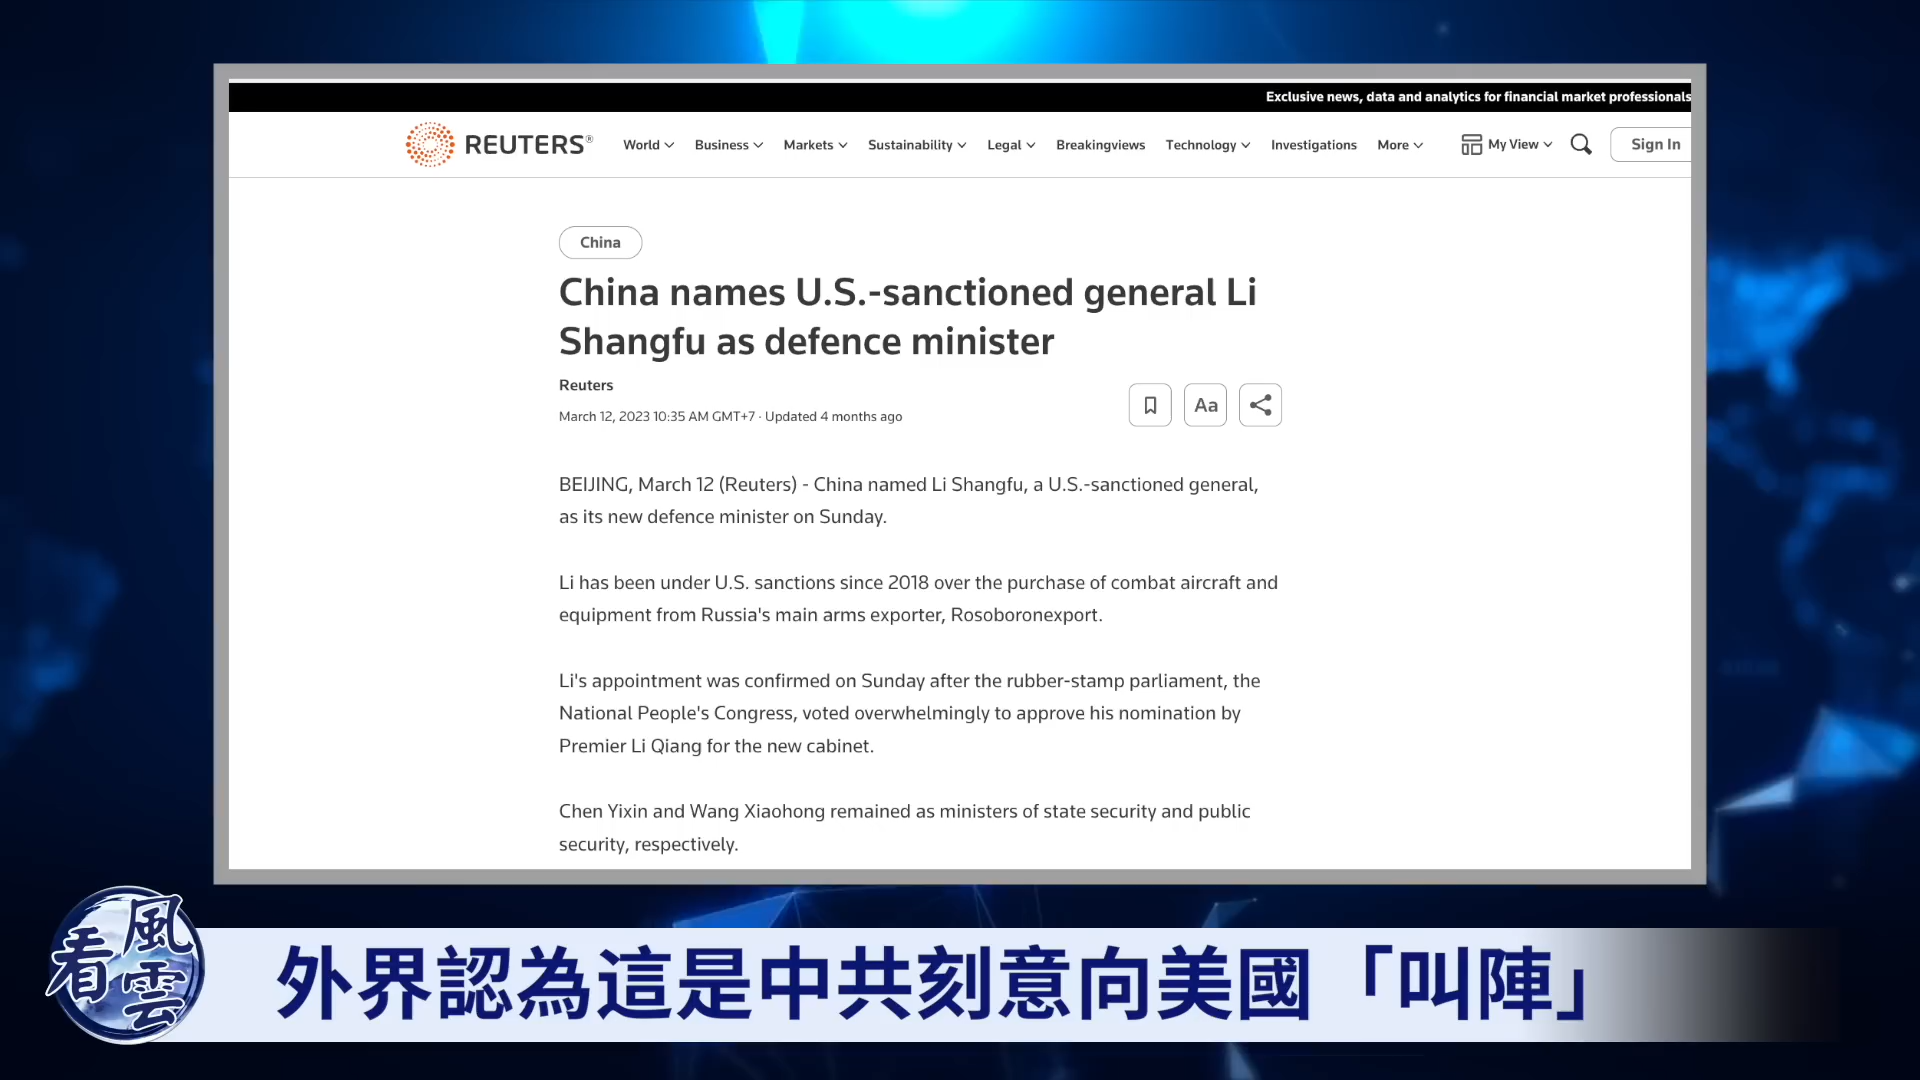 Exclusive news, data and analytics for financial market professionals
REUTERS® World Business Markets Sustainability Legal Breakingviews Technology Investigations More My View Sign In
China
China names U.S.-sanctioned general Li
Shangfu as defence minister
Reuters
March 12, 2023 10:35 AM GMT+7 · Updated 4 months ago
Aa
BEIJING, March 12 (Reuters) - China named Li Shangfu, a U.S.-sanctioned general,
as its new defence minister on Sunday.
Li has been under U.S. sanctions since 2018 over the purchase of combat aircraft and
equipment from Russia's main arms exporter, Rosoboronexport.
Li's appointment was confirmed on Sunday after the rubber-stamp parliament, the
National People's Congress, voted overwhelmingly to approve his nomination by
Premier Li Qiang for the new cabinet.
Chen Yixin and Wang Xiaohong remained as ministers of state security and public
security, respectively.
看風雲
外界認為這是中共刻意向美國「叫陣」